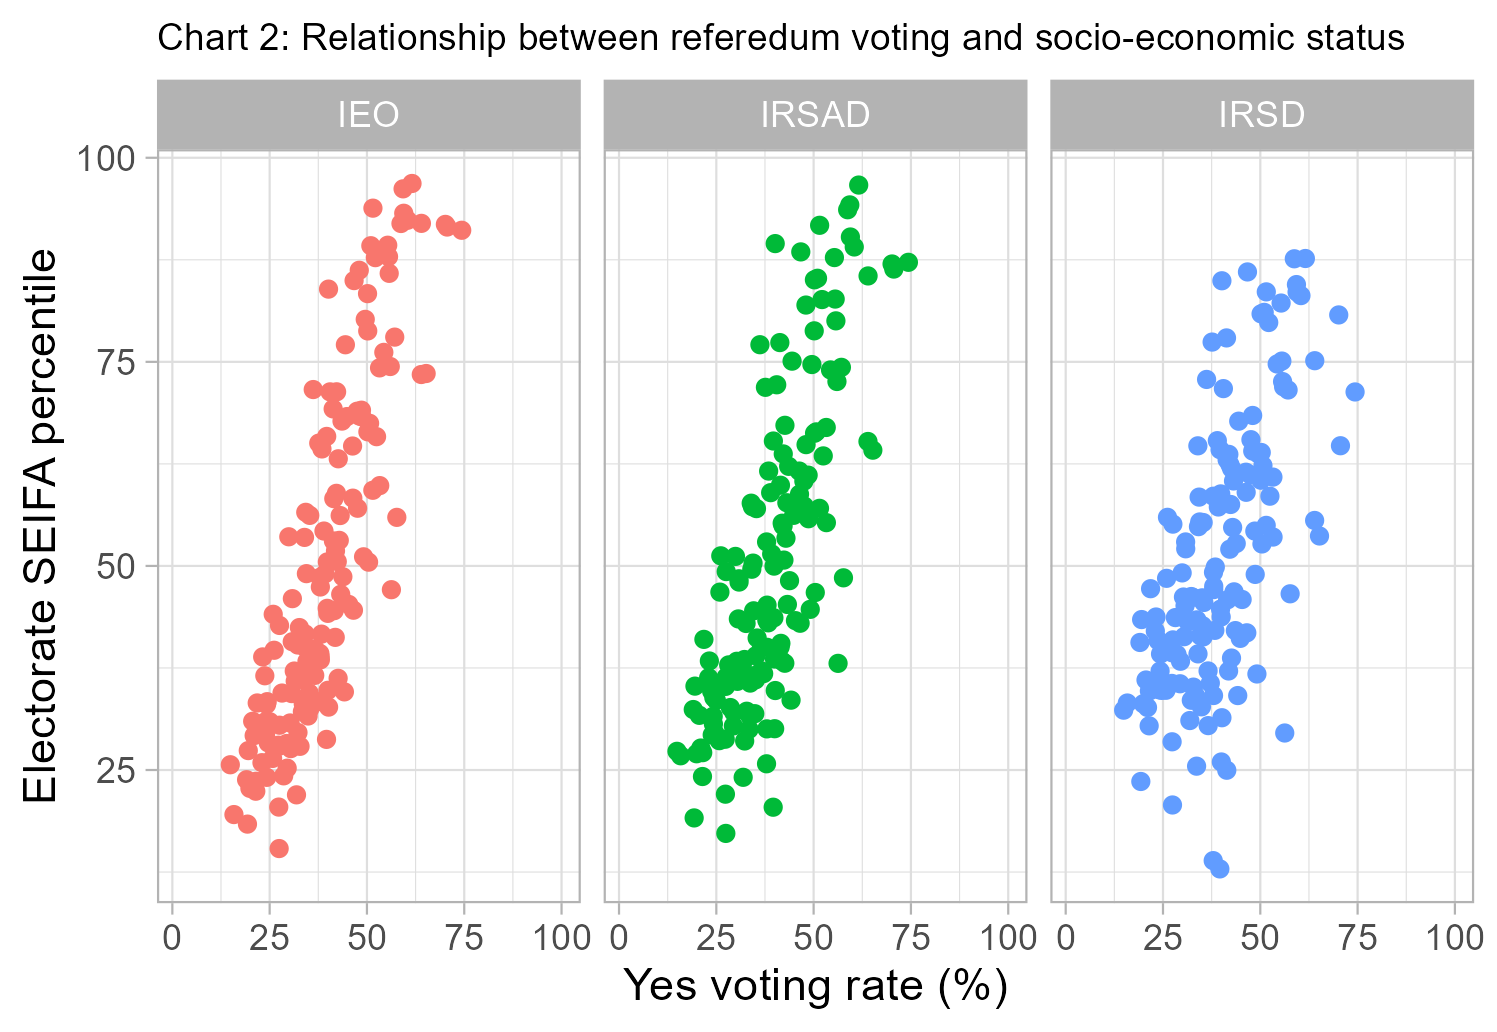 Chart 2: Relationship between referedum voting and socio-economic status
IEO IRSAD IRSD
Electorate SEIFA percentile
100
75
50
25
0 25 50 75 100 0 25 50 75 100 0 25 50 75 100
Yes voting rate (%)